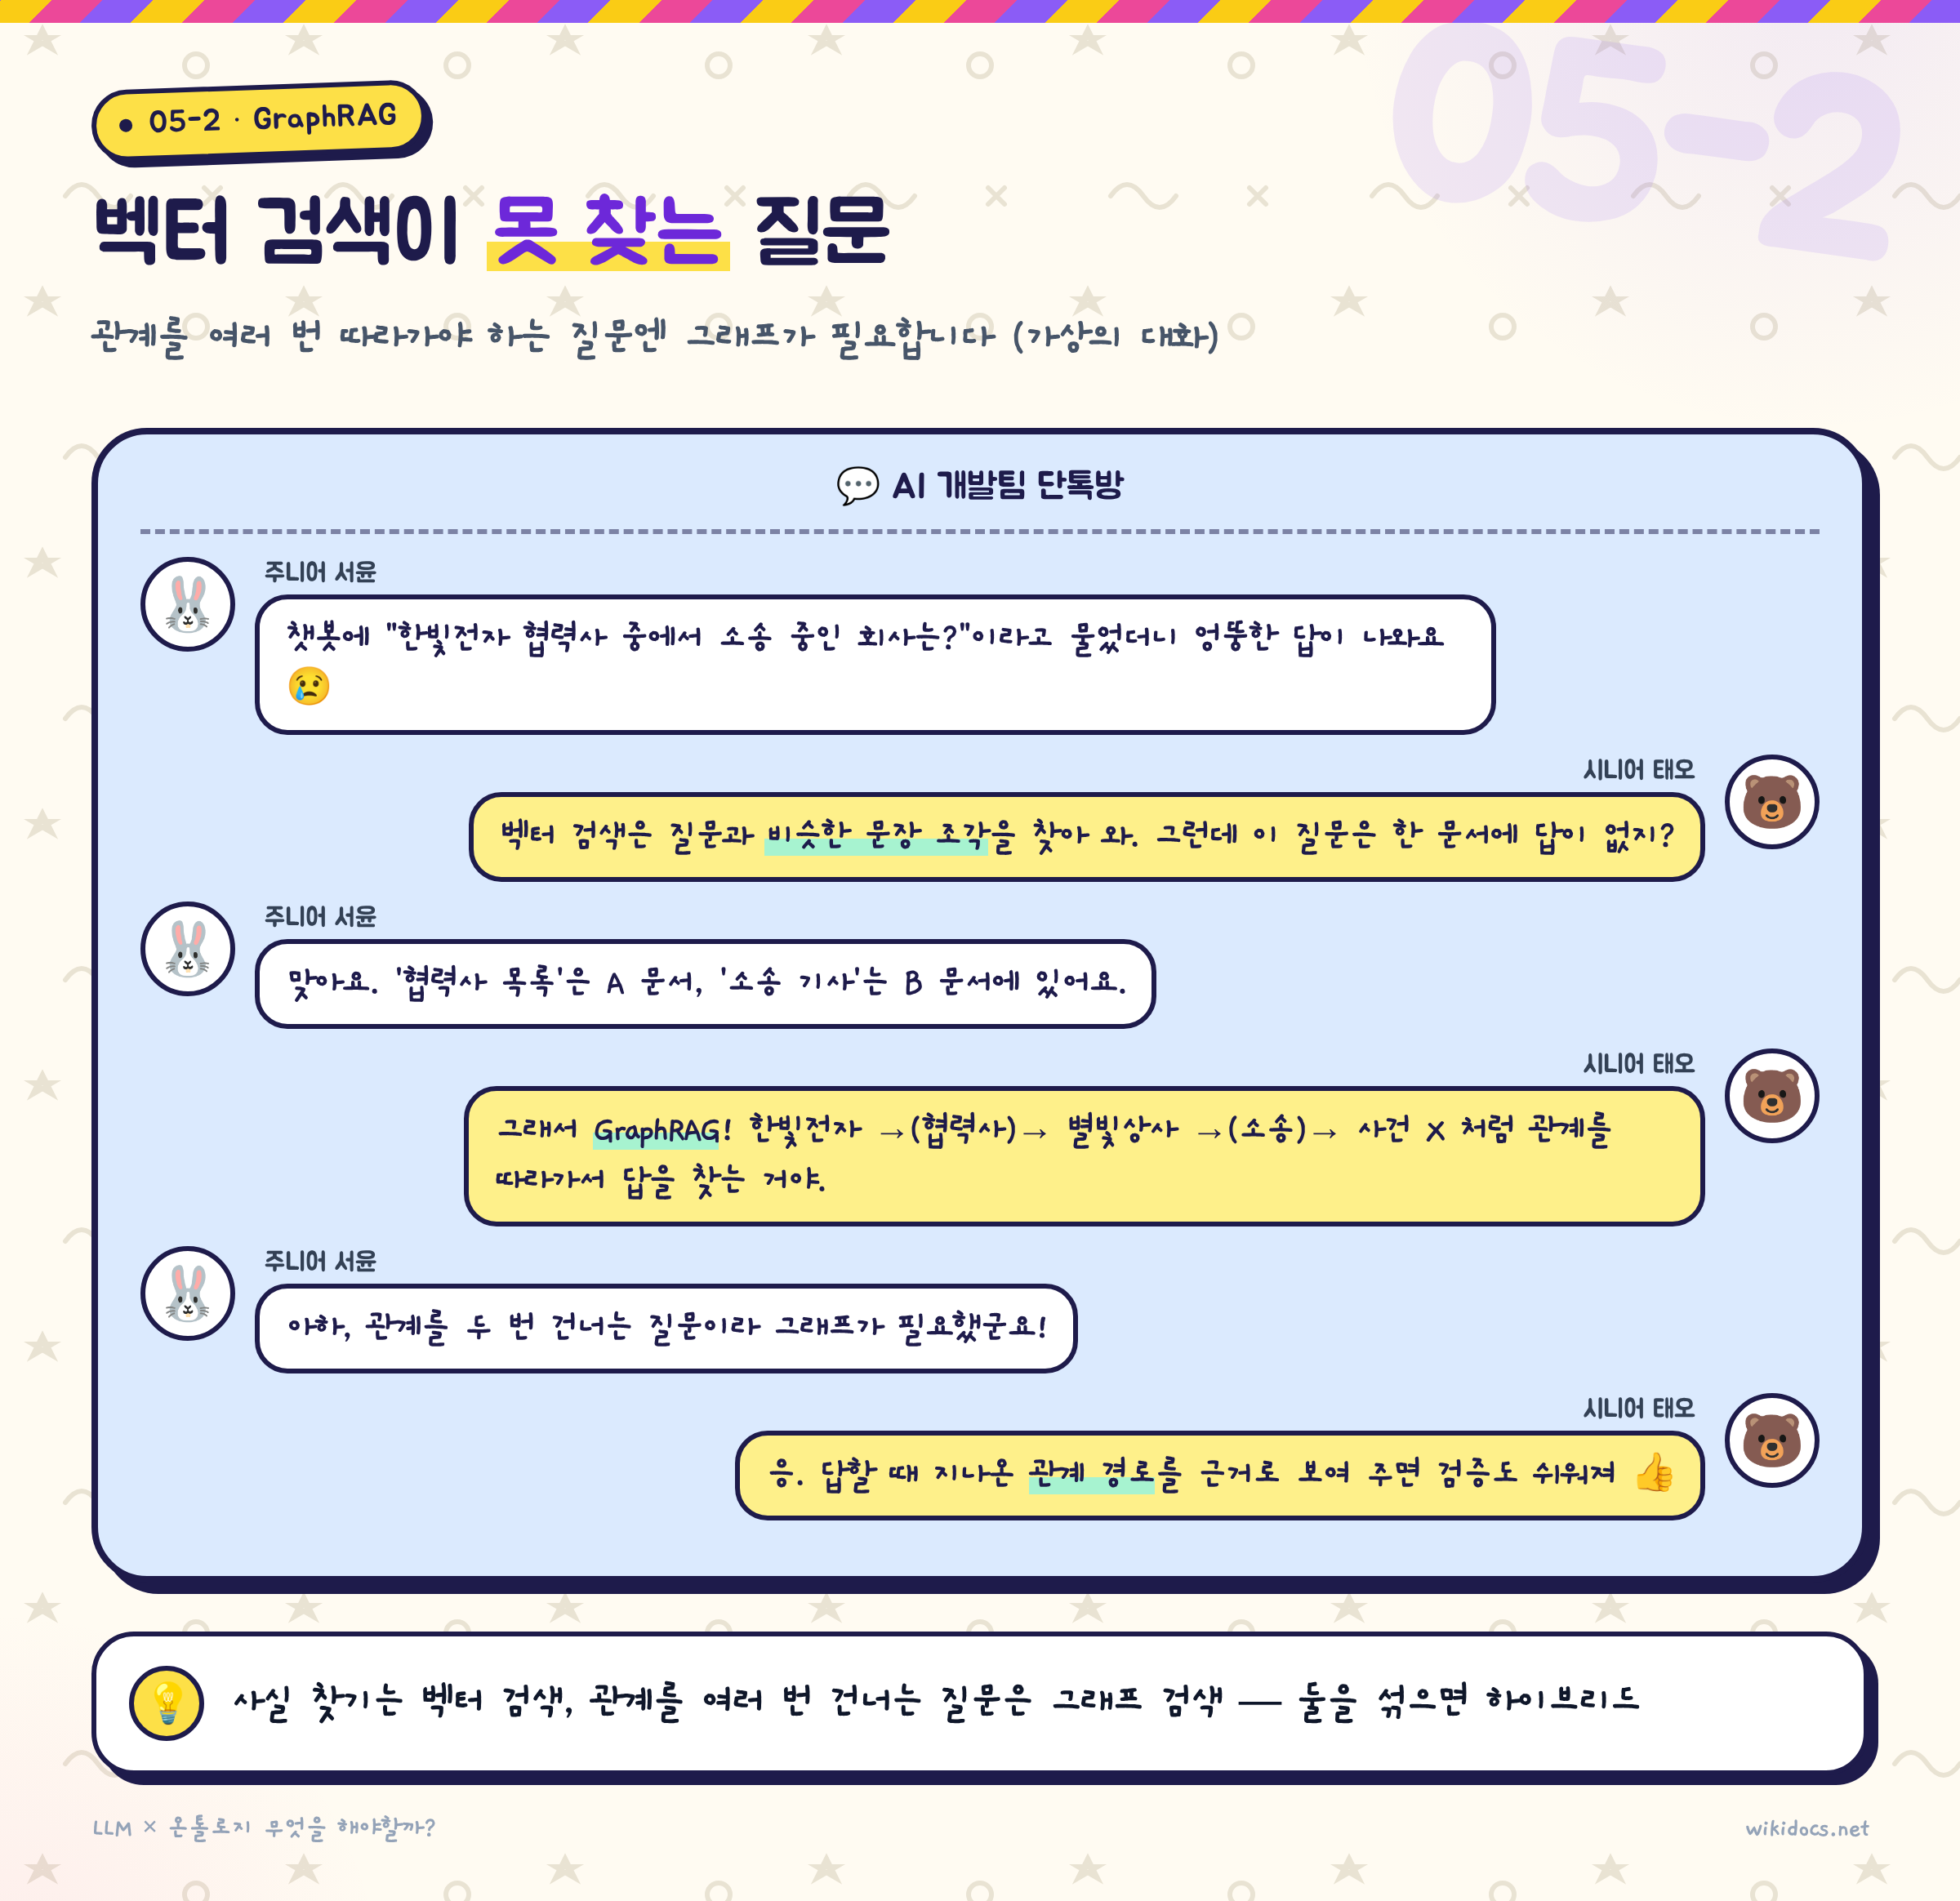 05-2
05-2 · GraphRAG
벡터 검색이 못 찾는 질문
관계를 여러 번 따라가야 하는 질문엔 그래프가 필요합니다 (가상의 대화)
💬 AI 개발팀 단톡방
주니어 서윤
챗봇에 "한빛전자 협력사 중에서 소송 중인 회사는?"이라고 물었더니 엉뚱한 답이 나와요
😢
시니어 태오
벡터 검색은 질문과 비슷한 문장 조각을 찾아 와. 그런데 이 질문은 한 문서에 답이 없지?
주니어 서윤
맞아요. '협력사 목록'은 A 문서, '소송 기사'는 B 문서에 있어요.
시니어 태오
그래서 GraphRAG! 한빛전자 →(협력사)→ 별빛상사 →(소송)→ 사건 X 처럼 관계를
따라가서 답을 찾는 거야.
주니어 서윤
아하, 관계를 두 번 건너는 질문이라 그래프가 필요했군요!
시니어 태오
응. 답할 때 지나온 관계 경로를 근거로 보여 주면 검증도 쉬워져 👍
사실 찾기는 벡터 검색, 관계를 여러 번 건너는 질문은 그래프 검색 — 둘을 섞으면 하이브리드
LLM × 온톨로지 무엇을 해야할까?
wikidocs.net